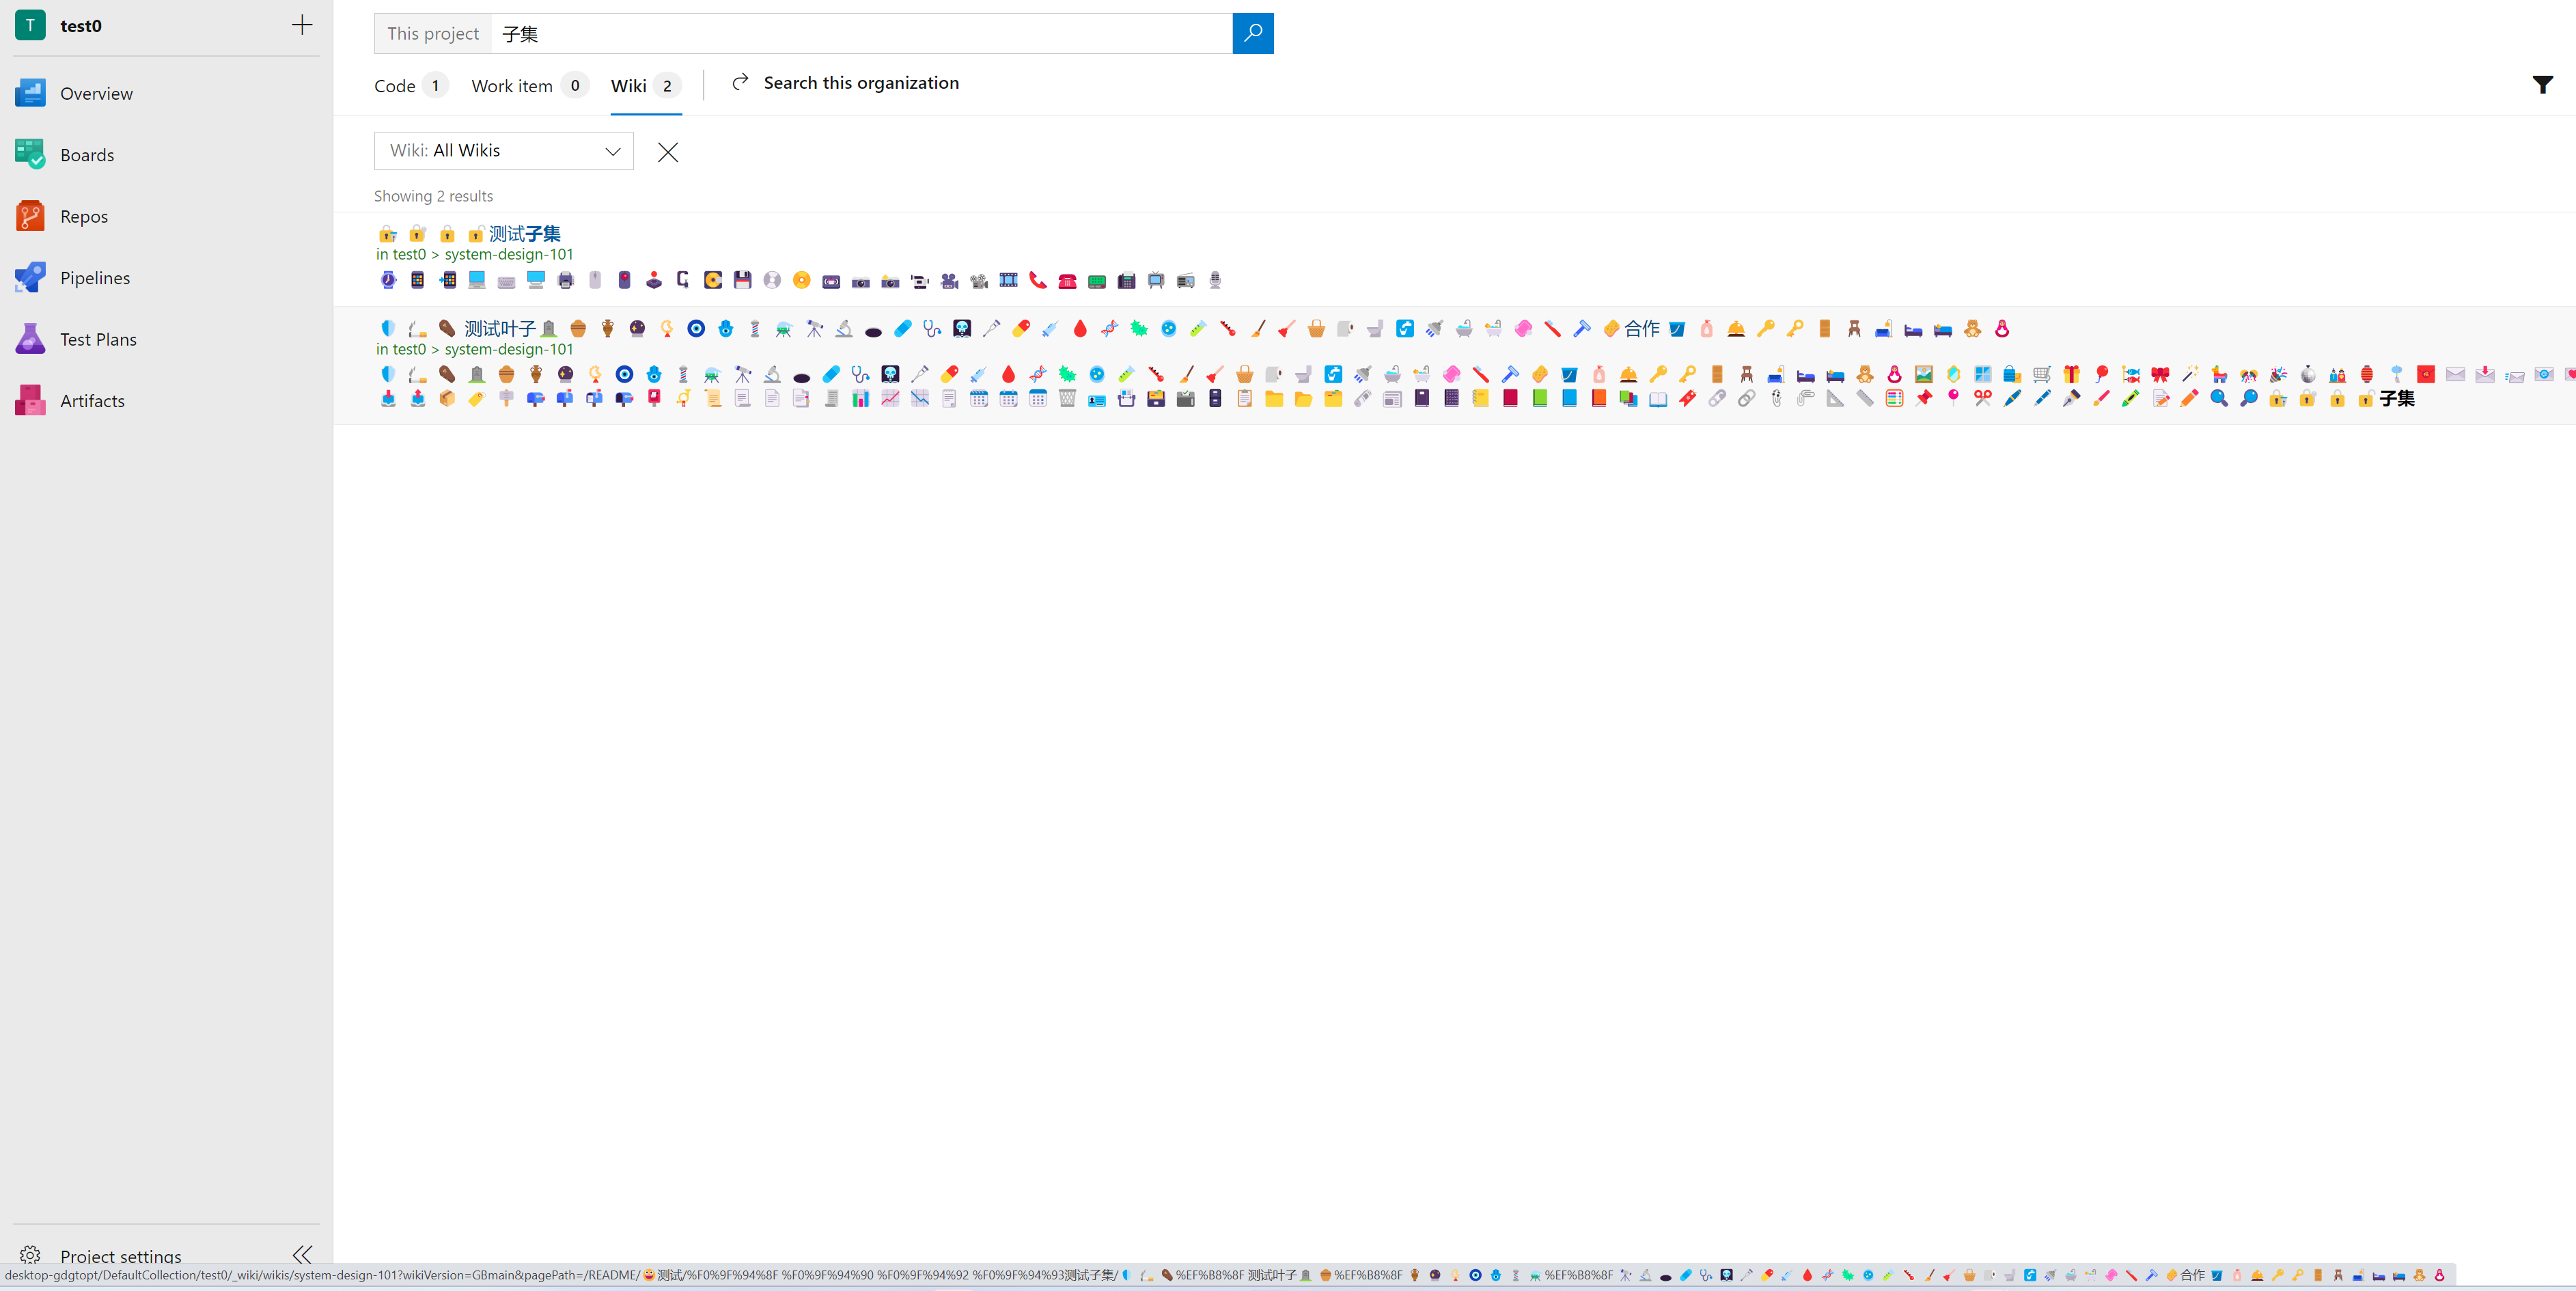 T test0
Overview
Boards
Repos
Pipelines
Test Plans
Artifacts
Project settings
This project 子集
Code 1 Work item 0 Wiki 2 Search this organization
Wiki: All Wikis
Showing 2 results
🔏 🔐 🔒 🔓测试子集
in test0 > system-design-101
测试叶子 合作
in test0 > system-design-101
子集
desktop-gdgtopt/DefaultCollection/test0/_wiki/wikis/system-design-101?wikiVersion=GBmain&pagePath=/README/😀测试/%F0%9F%94%8F %F0%9F%94%90 %F0%9F%94%92 %F0%9F%94%93测试子集/ %EF%B8%8F 测试叶子 %EF%B8%8F %EF%B8%8F 合作